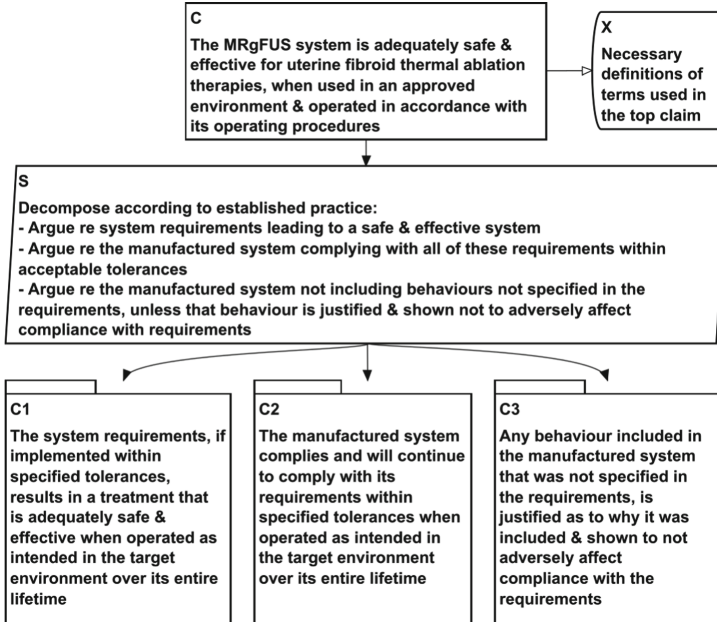 C
The MRgFUS system is adequately safe &
effective for uterine fibroid thermal ablation
therapies, when used in an approved
environment & operated in accordance with
its operating procedures
X
Necessary
definitions of
terms used in
the top claim
S
Decompose according to established practice:
- Argue re system requirements leading to a safe & effective system
- Argue re the manufactured system complying with all of these requirements within
acceptable tolerances
- Argue re the manufactured system not including behaviours not specified in the
requirements, unless that behaviour is justified & shown not to adversely affect
compliance with requirements
C1
The system requirements, if
implemented within
specified tolerances,
results in a treatment that
is adequately safe &
effective when operated as
intended in the target
environment over its entire
lifetime
C2
The manufactured system
complies and will continue
to comply with its
requirements within
specified tolerances when
operated as intended in
the target environment
over its entire lifetime
C3
Any behaviour included in
the manufactured system
that was not specified in
the requirements, is
justified as to why it was
included & shown to not
adversely affect
compliance with the
requirements